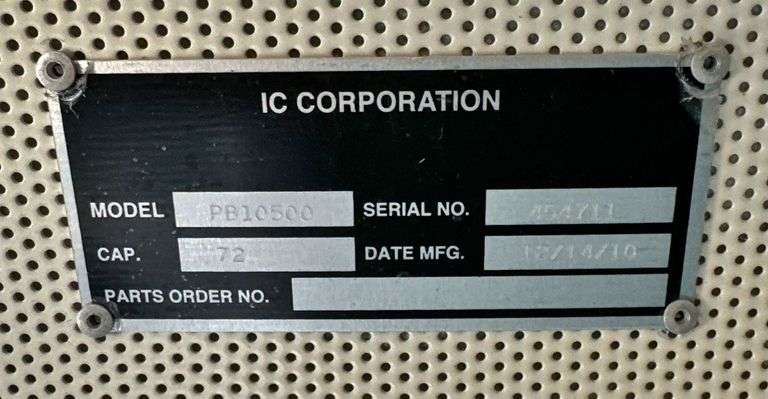 IC CORPORATION
MODEL PB10500 SERIAL NO. 454711
CAP. 72 DATE MFG. 12/14/10
PARTS ORDER NO.